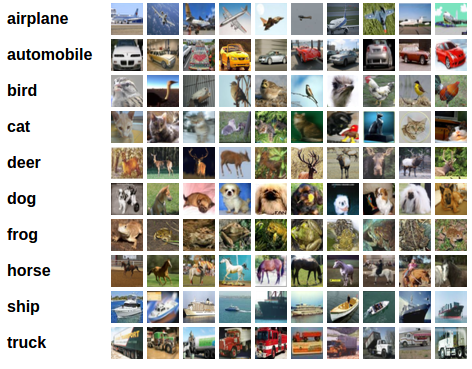 airplane
automobile
bird
cat
deer
dog
frog
horse
ship
truck